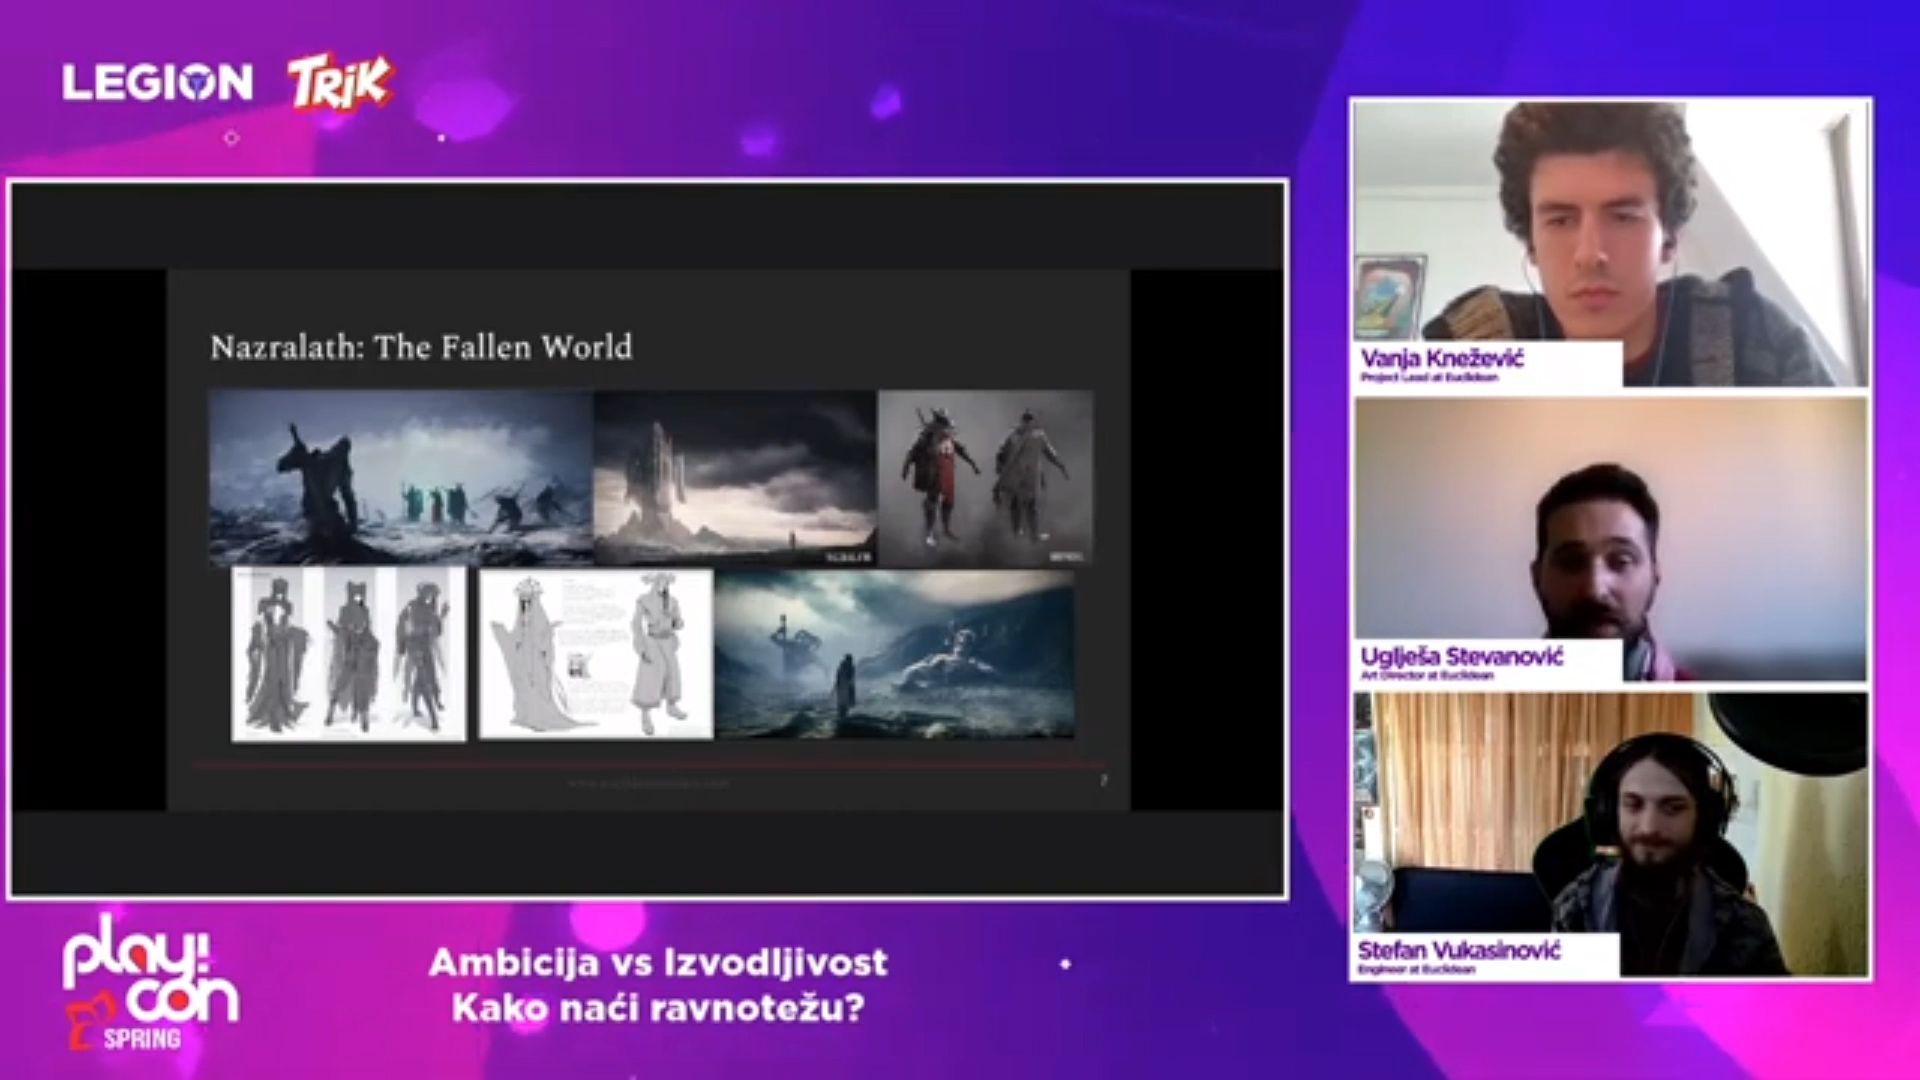 LEGION TRiK
Nazralath: The Fallen World
7
Vanja Knežević
Project Lead at Euclidean
Uglješa Stevanović
Art Director at Euclidean
Stefan Vukasinović
Engineer at Euclidean
play!
con
SPRING
Ambicija vs Izvodljivost
Kako naći ravnotežu?